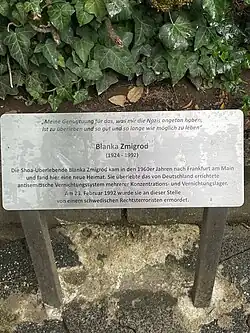 „Meine Genugtuung für das, was mir die Nazis angetan haben,
ist zu überleben und so gut und so lange wie möglich zu leben“
Blanka Zmigrod
(1924 - 1992)
Die Shoa-Überlebende Blanka Zmigrod kam in den 1960er Jahren nach Frankfurt am Main
und fand hier eine neue Heimat. Sie überlebte das von Deutschland errichtete
antisemitische Vernichtungssystem mehrerer Konzentrations- und Vernichtungslager.
Am 23. Februar 1992 wurde sie an dieser Stelle
von einem schwedischen Rechtsterroristen ermordet.